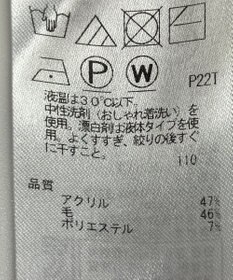 P
W
P22T
液温は30℃以下。
中性洗剤(おしゃれ着洗い)を
使用。漂白剤は液体タイプを使
用。よくすすぎ、絞りの後すぐ
に干すこと。
i10
品質
アクリル 47%
毛 46%
ポリエステル 7%